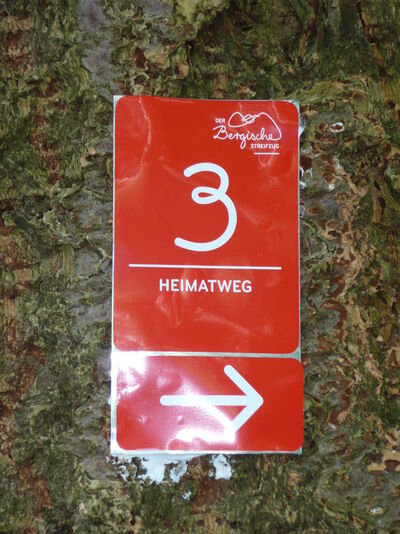 DER
Bergische
STREIFZUG
3
HEIMATWEG